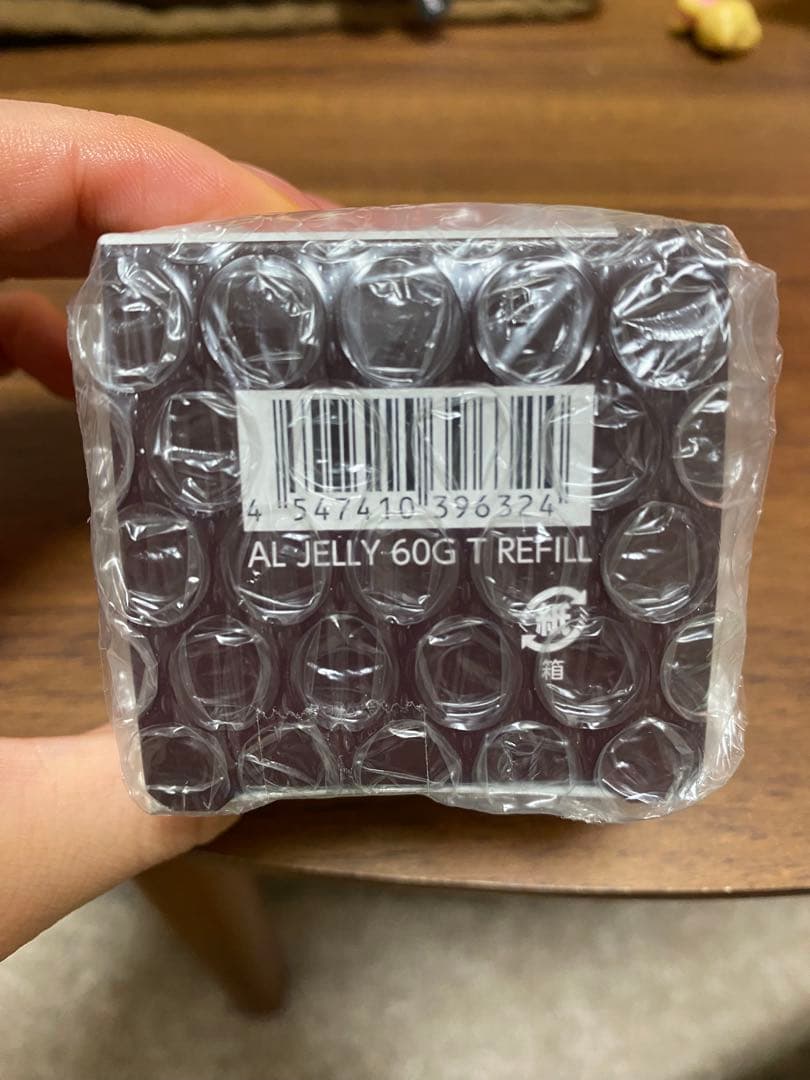 4 547410 396324
AL JELLY 60G T REFILL
紙
箱